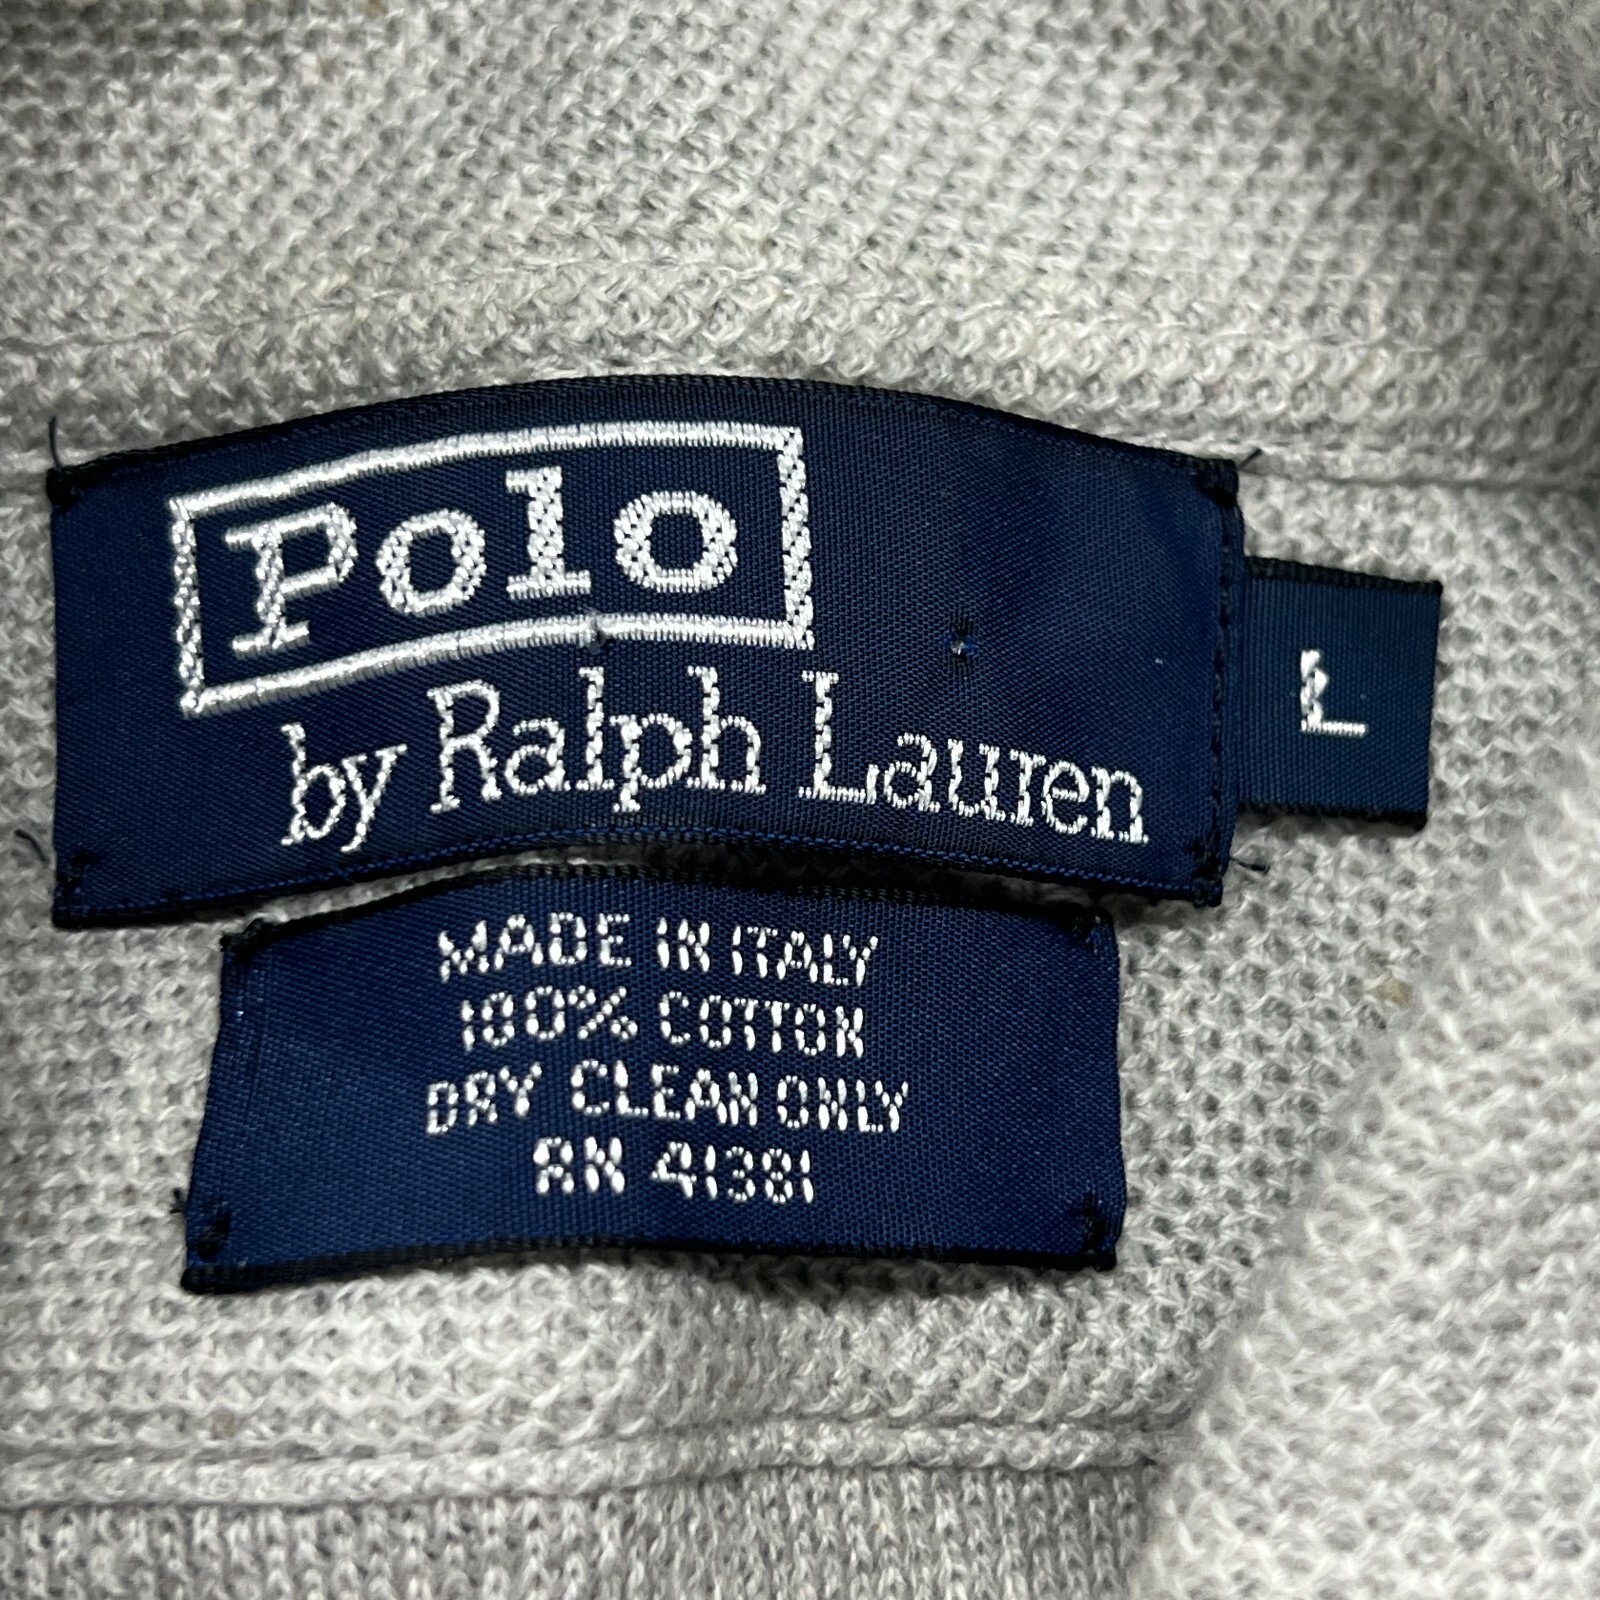 Polo
by Ralph Lauren
L
MADE IN ITALY
100% COTTON
DRY CLEAN ONLY
RN 41381